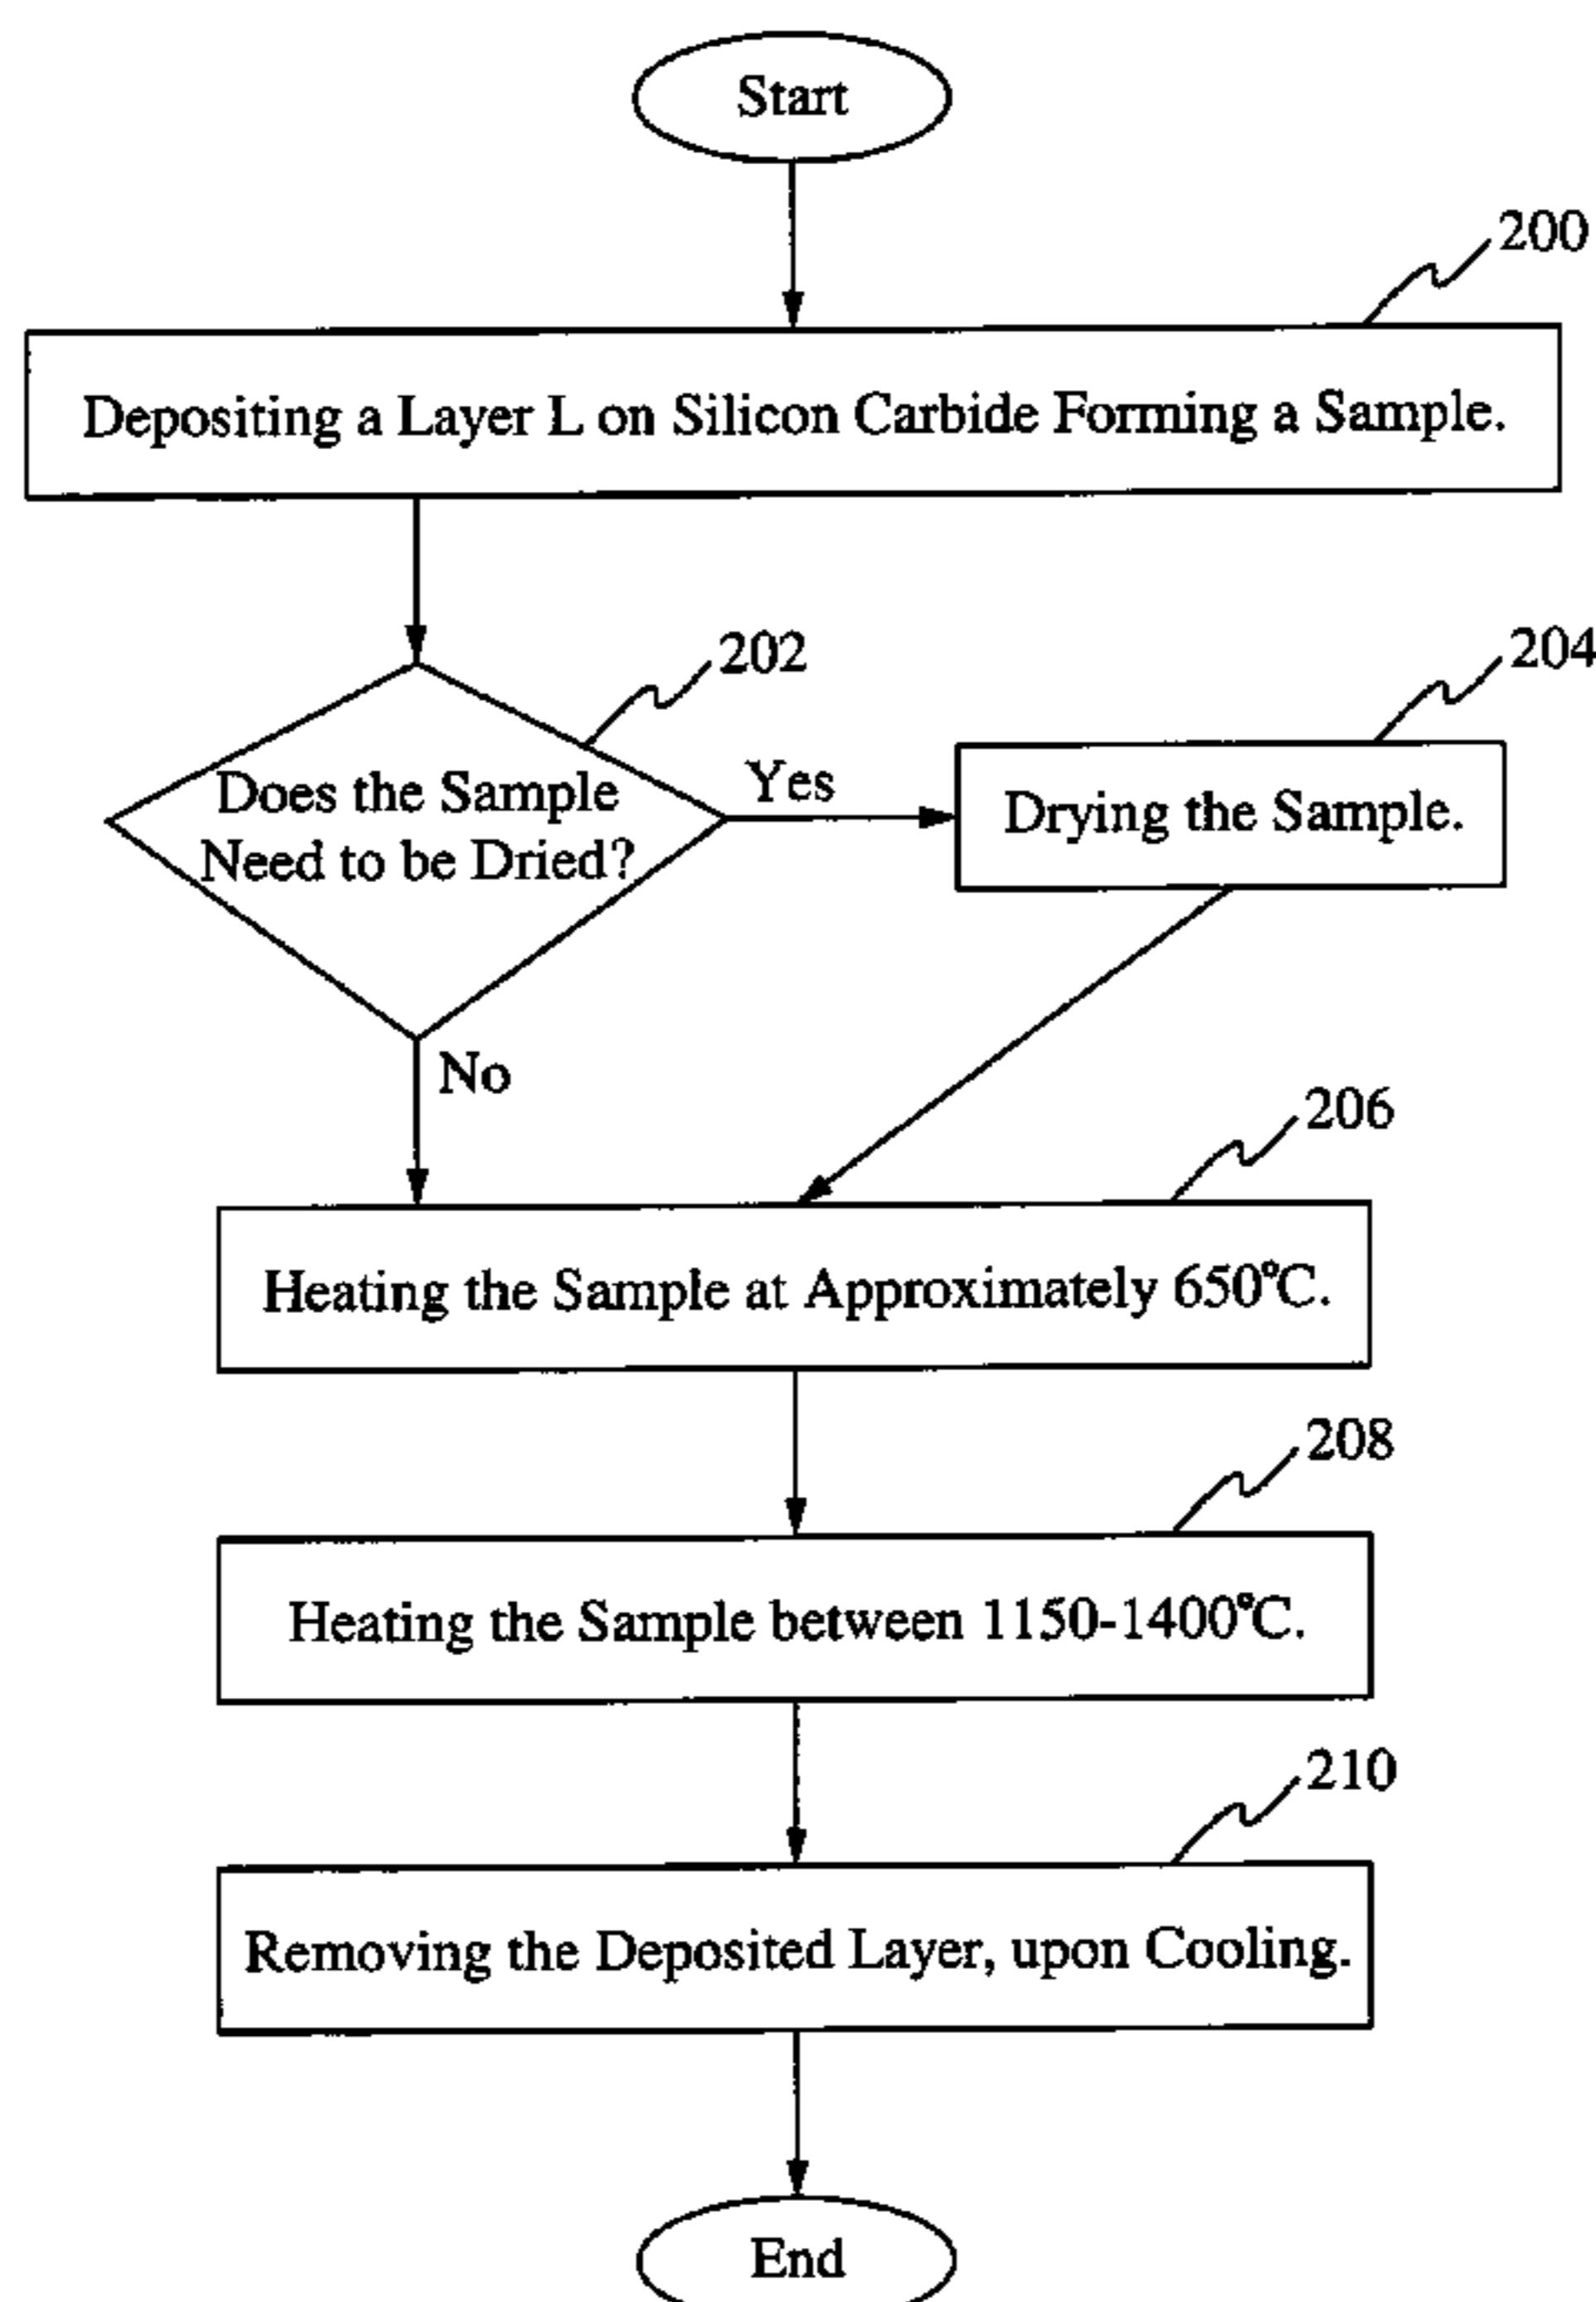 Start
200
Depositing a Layer L on Silicon Carbide Forming a Sample.
202
204
Does the Sample
Need to be Dried?
Yes
Drying the Sample.
No
206
Heating the Sample at Approximately 650°C.
208
Heating the Sample between 1150-1400°C.
210
Removing the Deposited Layer, upon Cooling.
End